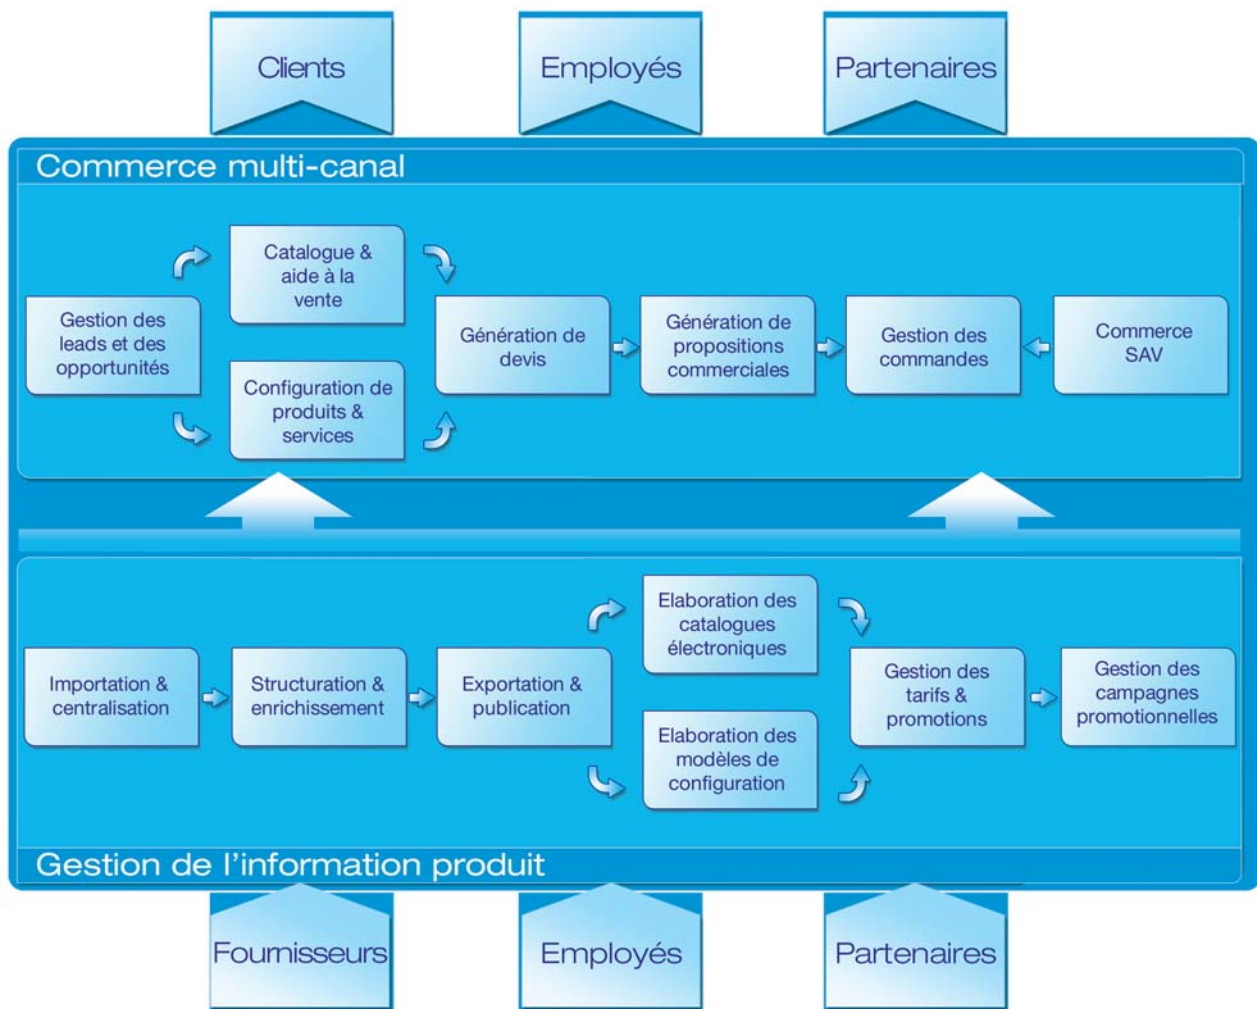 Clients
Employés
Partenaires
Commerce multi-canal
Gestion des
leads et des
opportunités
Catalogue &
aide à la
vente
Configuration de
produits &
services
Génération de
devis
Génération de
propositions
commerciales
Gestion des
commandes
Commerce
SAV
Importation &
centralisation
Structuration &
enrichissement
Exportation &
publication
Elaboration des
catalogues
électroniques
Elaboration des
modèles de
configuration
Gestion des
tarifs &
promotions
Gestion des
campagnes
promotionnelles
Gestion de l'information produit
Fournisseurs
Employés
Partenaires